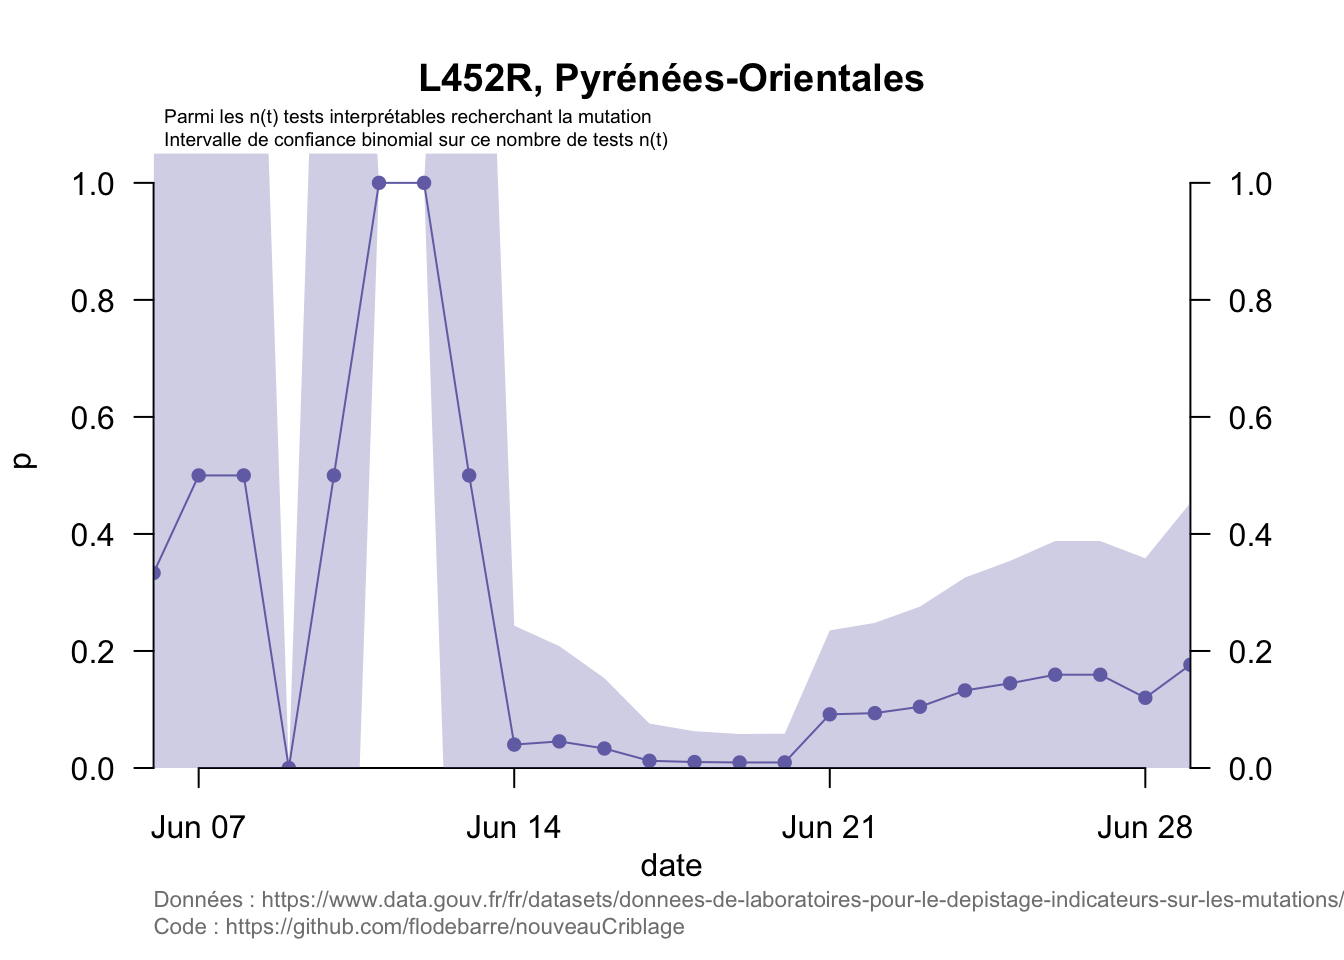 L452R, Pyrénées-Orientales
Parmi les n(t) tests interprétables recherchant la mutation
Intervalle de confiance binomial sur ce nombre de tests n(t)
1.0
0.8
0.6
0.4
0.2
0.0
p
1.0
0.8
0.6
0.4
0.2
0.0
Jun 07 Jun 14 Jun 21 Jun 28
date
Données : https://www.data.gouv.fr/fr/datasets/donnees-de-laboratoires-pour-le-depistage-indicateurs-sur-les-mutations/
Code : https://github.com/flodebarre/nouveauCriblage